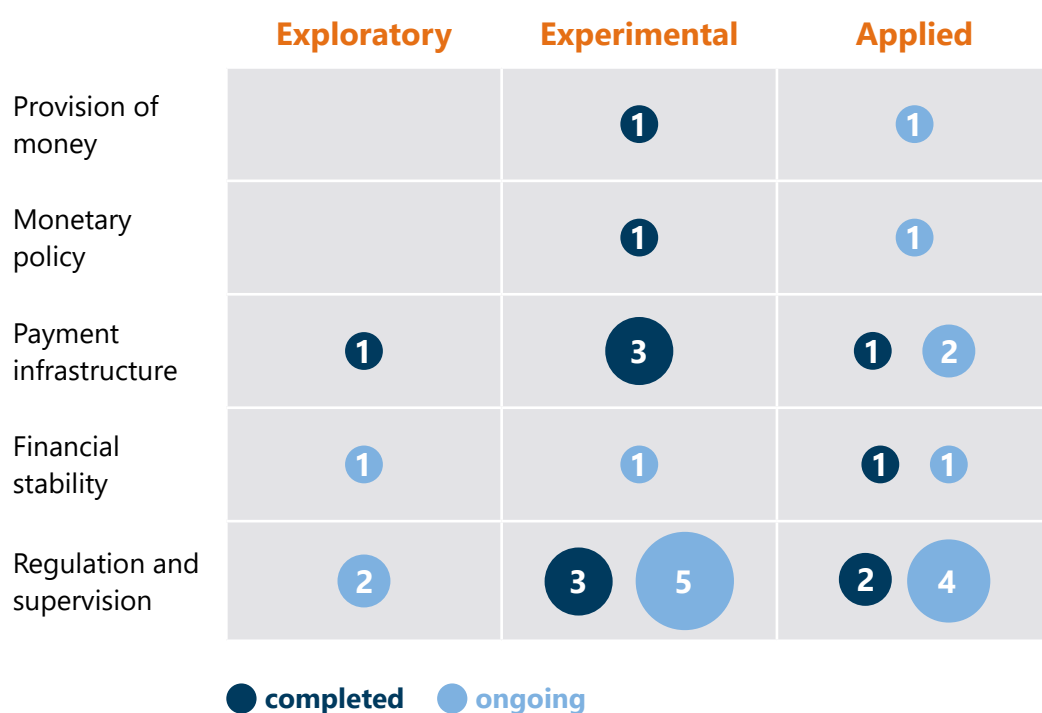 Exploratory Experimental Applied
Provision of
money
1 1
Monetary
policy
1 1
Payment
infrastructure
1 3 1 2
Financial
stability
1 1 1 1
Regulation and
supervision
2 3 5 2 4
completed ongoing